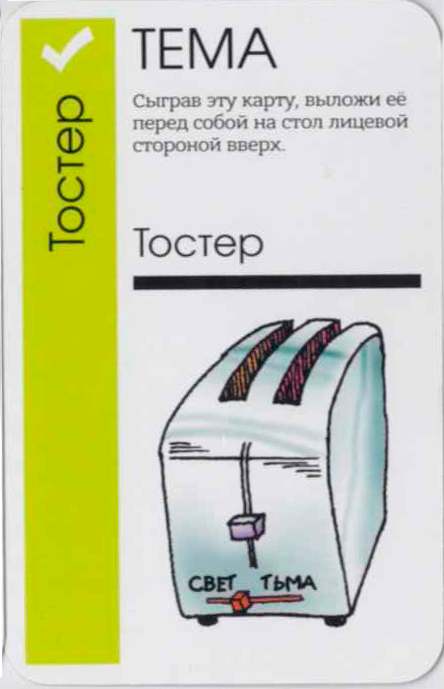 Тостер
ТЕМА
Сыграв эту карту, выложи её
перед собой на стол лицевой
стороной вверх.
Тостер
СВЕТ ТЬМА